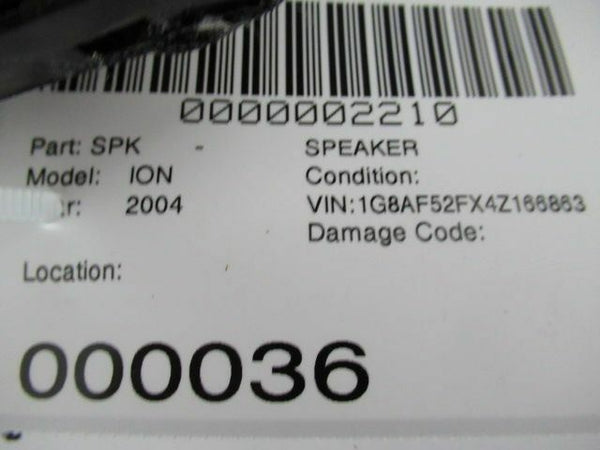 0000002210
Part: SPK - SPEAKER
Model: ION Condition:
r: 2004 VIN:1G8AF52FX4Z166863
Damage Code:
Location:
000036